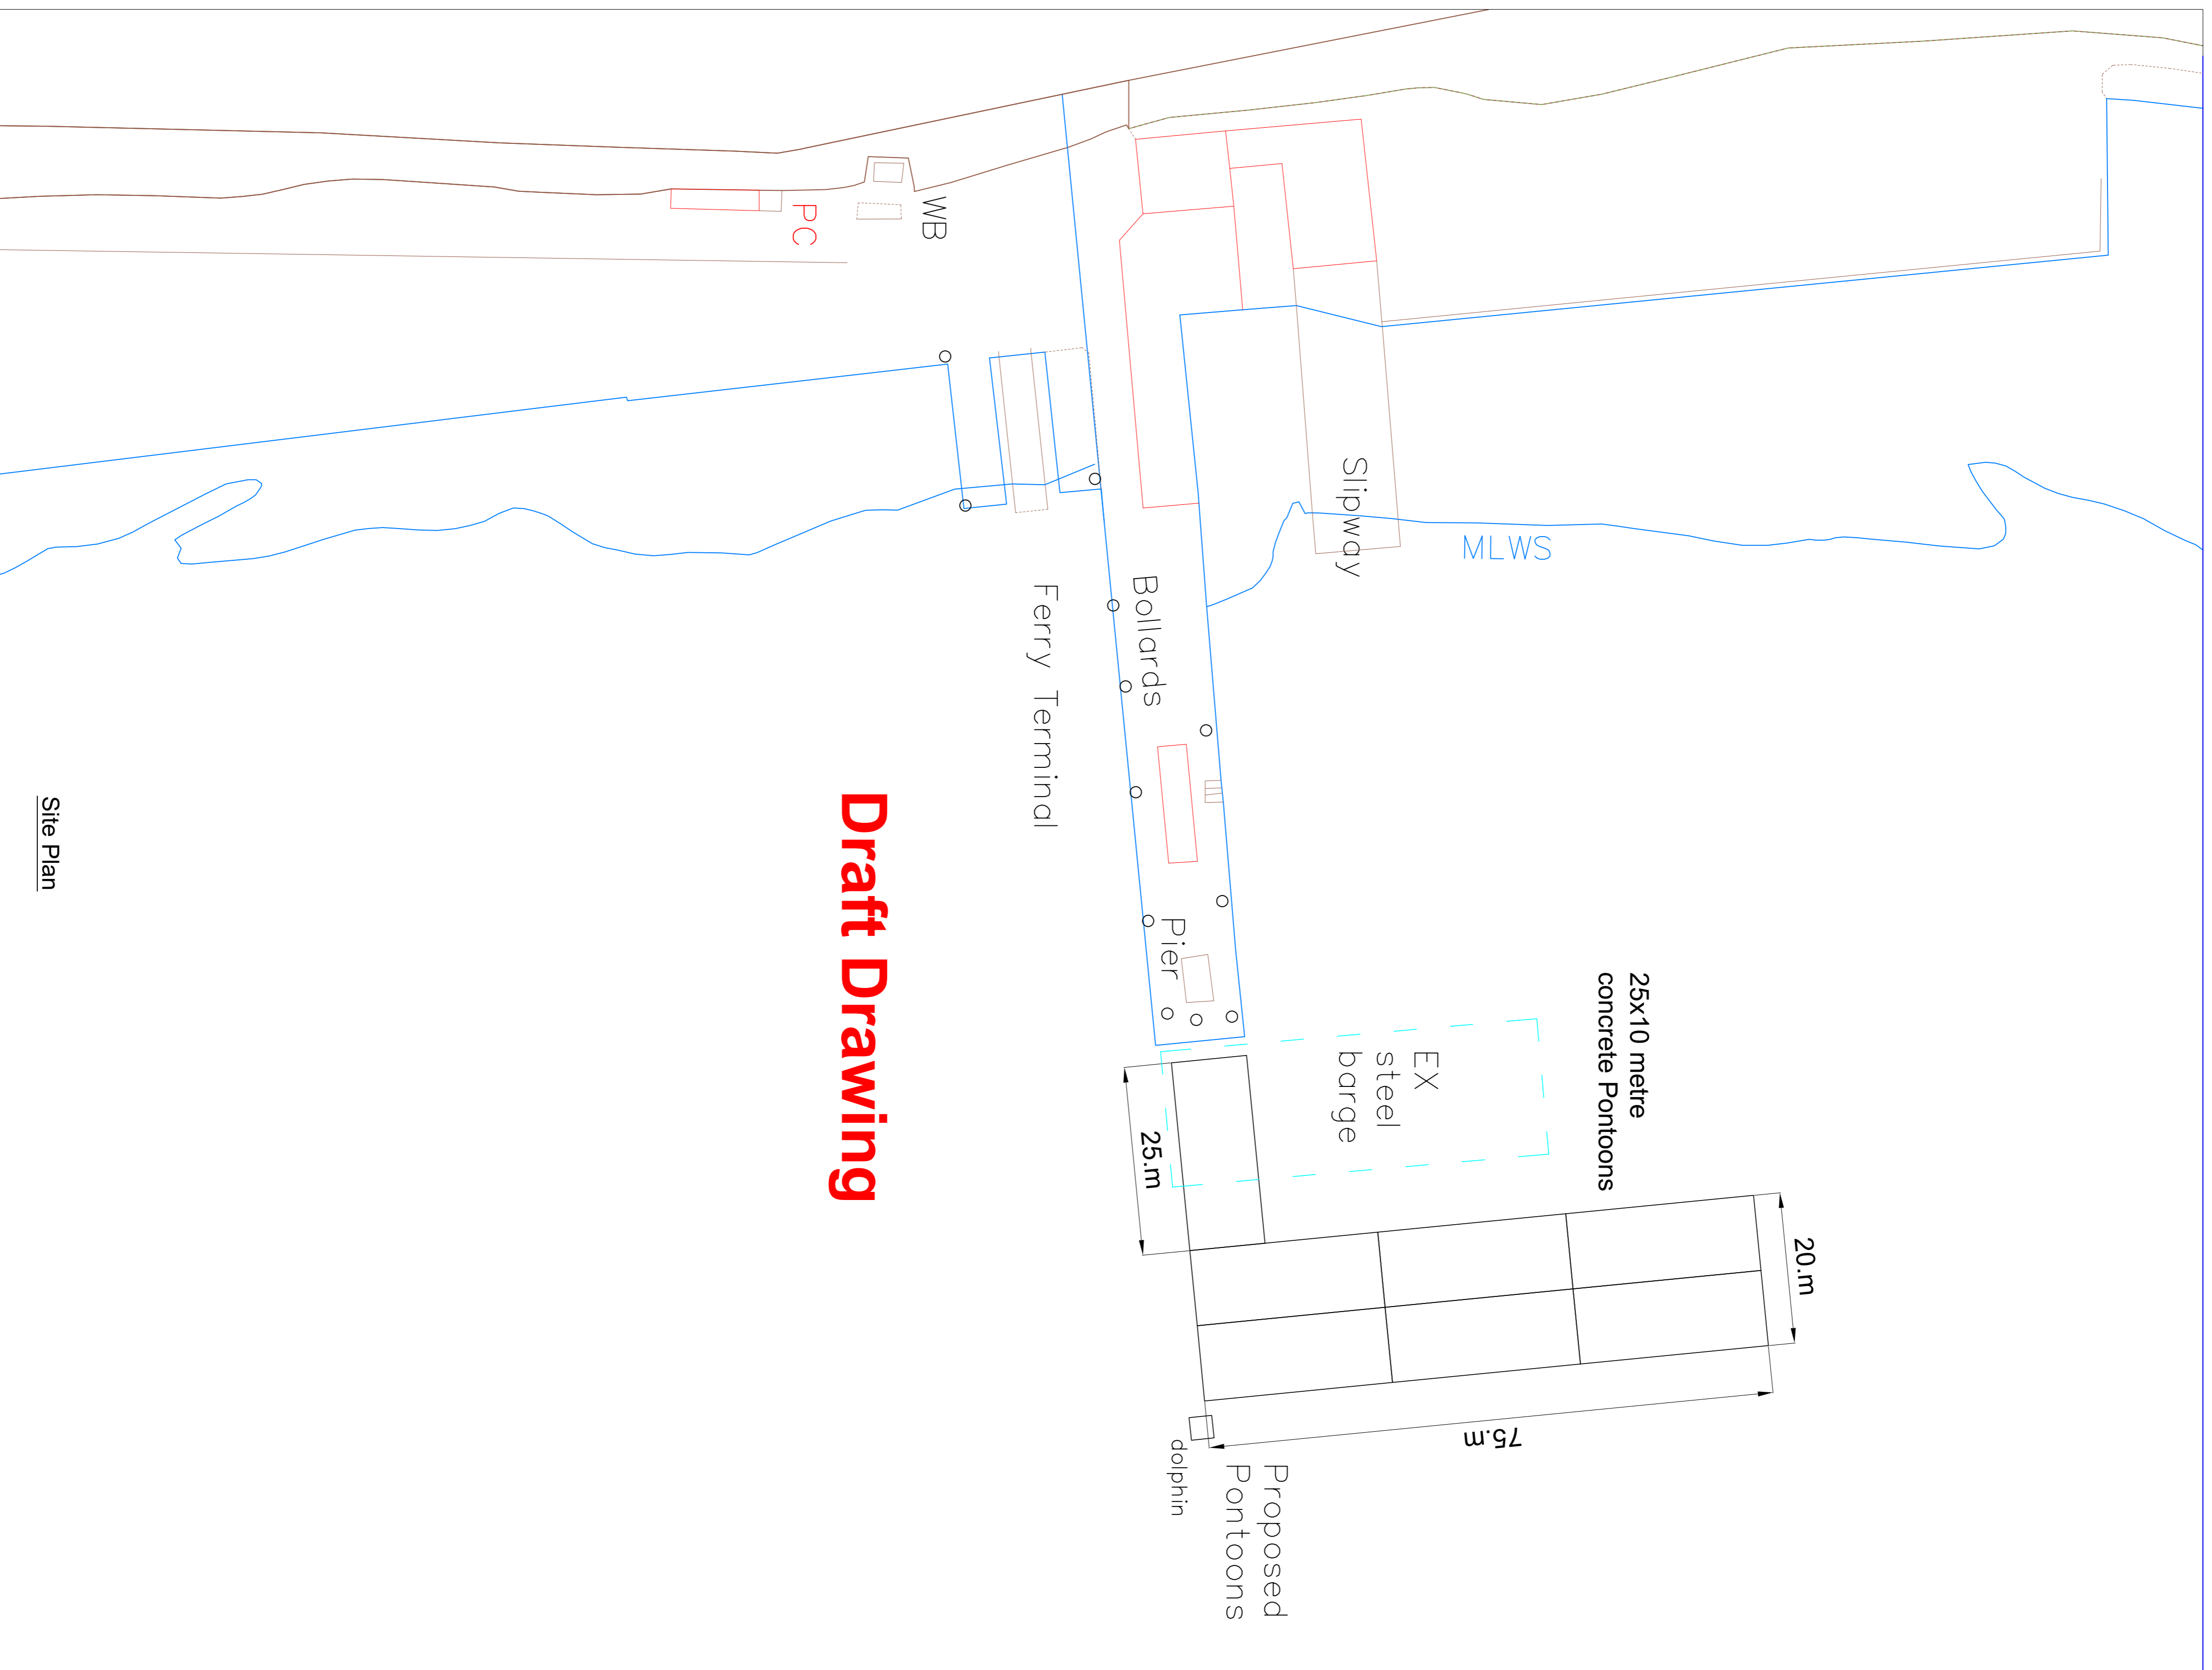 25x10 metre
concrete Pontoons
20.m
75.m
MLWS
Slipway
EX
steel
barge
Proposed
Pontoons
dolphin
25.m
Bollards
Pier
Ferry Terminal
WB
PC
Draft Drawing
Site Plan